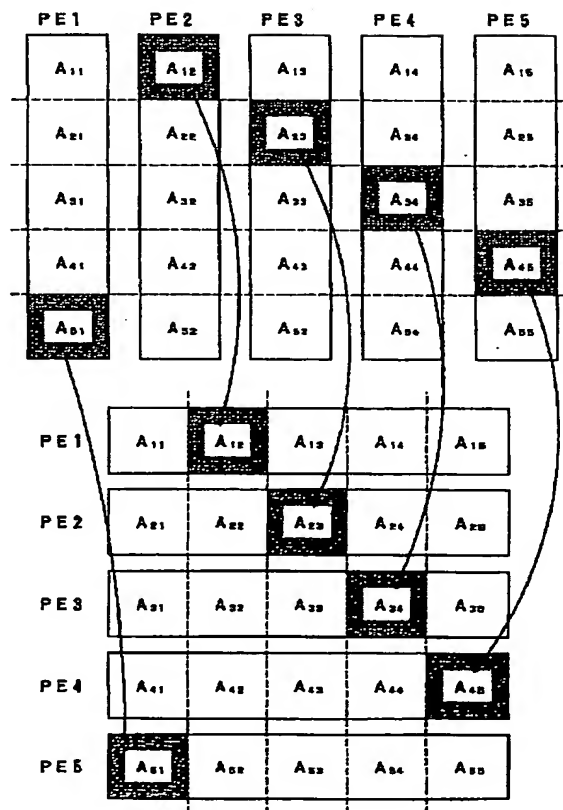 PE1 PE2 PE3 PE4 PE5
A11 A12 A13 A14 A15
A21 A22 A23 A24 A25
A31 A32 A33 A34 A35
A41 A42 A43 A44 A45
A51 A52 A53 A54 A55
PE1 A11 A12 A13 A14 A15
PE2 A21 A22 A23 A24 A25
PE3 A31 A32 A33 A34 A35
PE4 A41 A42 A43 A44 A45
PE5 A51 A52 A53 A54 A55